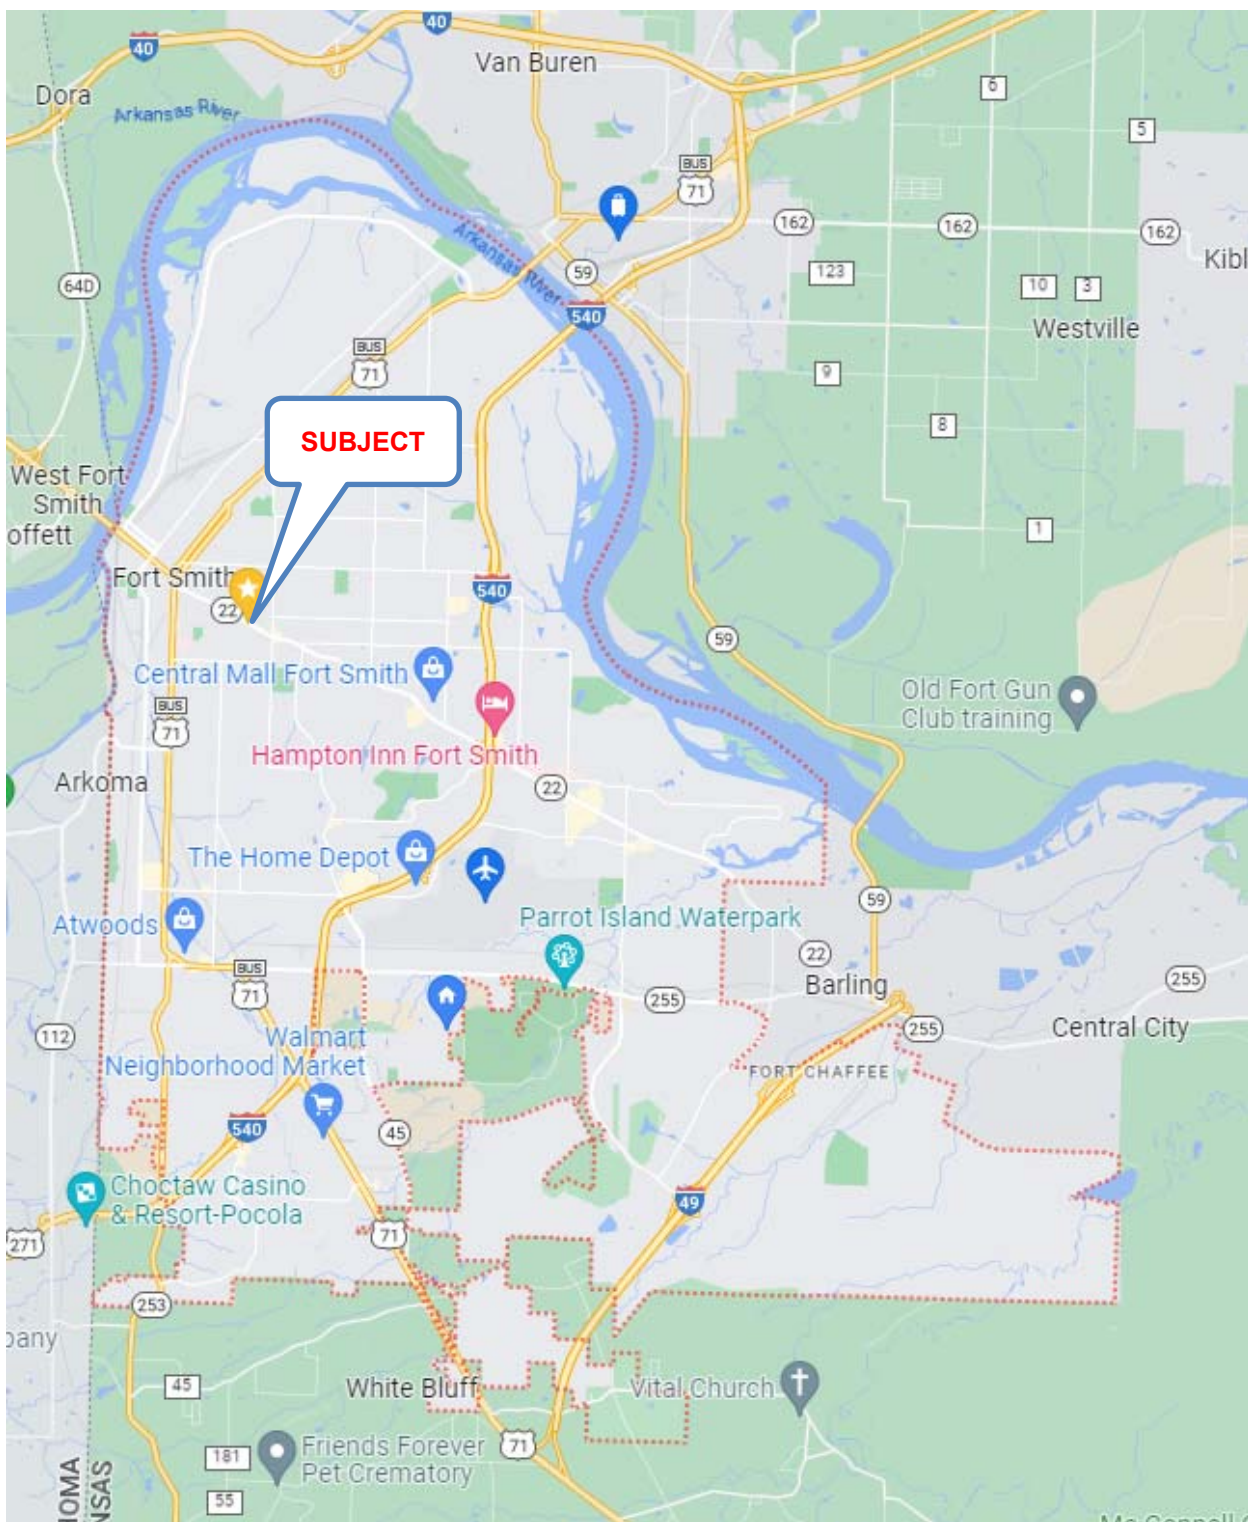 40
40
Van Buren
Dora
6
Arkansas River
5
BUS
71
162
162
162
Kibl
59
123
10
3
64D
Arkansas River
540
Westville
BUS
71
9
8
SUBJECT
West Fort
Smith
offett
1
Fort Smith
540
22
59
Central Mall Fort Smith
Old Fort Gun
Club training
BUS
71
Hampton Inn Fort Smith
Arkoma
22
The Home Depot
59
Atwoods
Parrot Island Waterpark
22
BUS
71
255
Barling
255
112
Walmart
Neighborhood Market
255
Central City
FORT CHAFFEE
540
45
Choctaw Casino
& Resort-Pocola
49
271
71
253
pany
45
White Bluff
Vital Church
181
Friends Forever
Pet Crematory
71
55
HOMA
NSAS